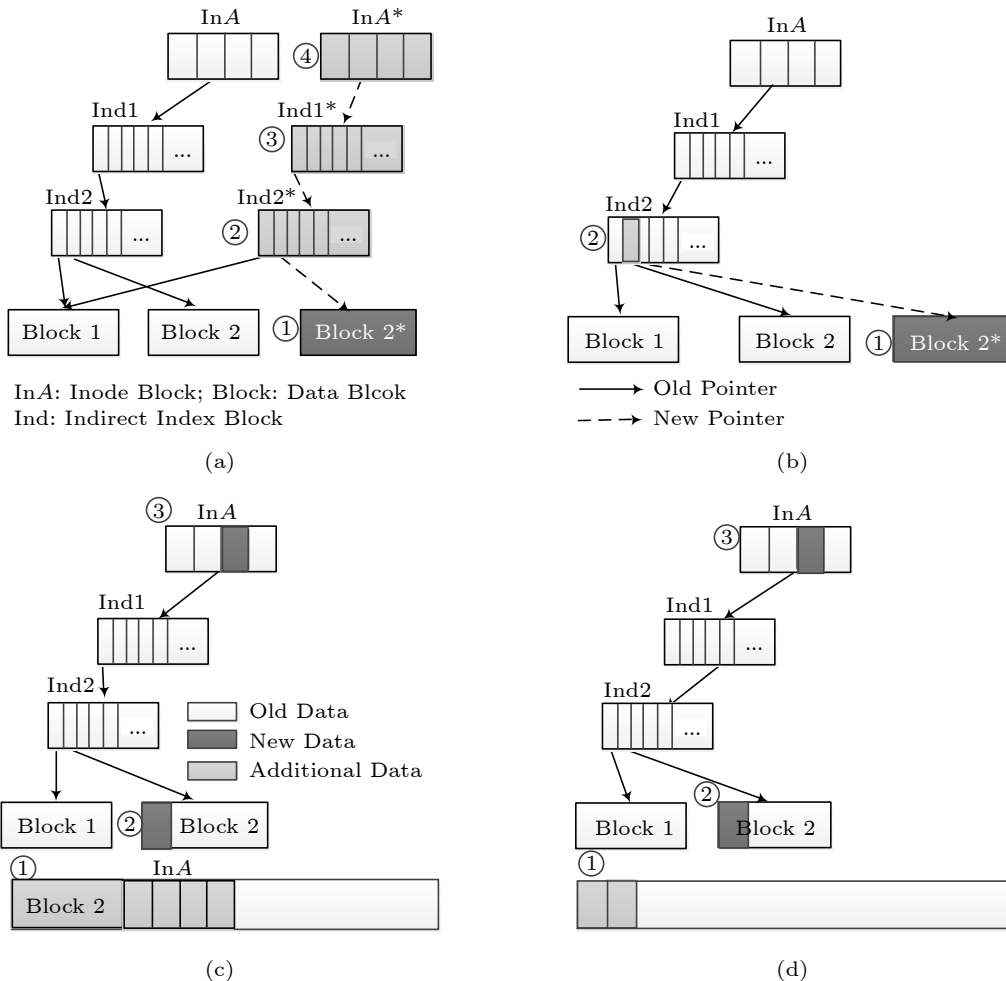 InA InA*
④
Ind1 Ind1*
③
...
...
Ind2 Ind2*
②
...
...
Block 1 Block 2 ① Block 2*
InA: Inode Block; Block: Data Blcok
Ind: Indirect Index Block
(a)
InA
Ind1
...
Ind2
②
...
Block 1 Block 2 ① Block 2*
Old Pointer
New Pointer
(b)
③ InA
Ind1
...
Ind2
...
Old Data
New Data
Additional Data
Block 1 ② Block 2
① InA
Block 2
(c)
InA
③
Ind1
...
Ind2
...
②
Block 1 Block 2
①
(d)